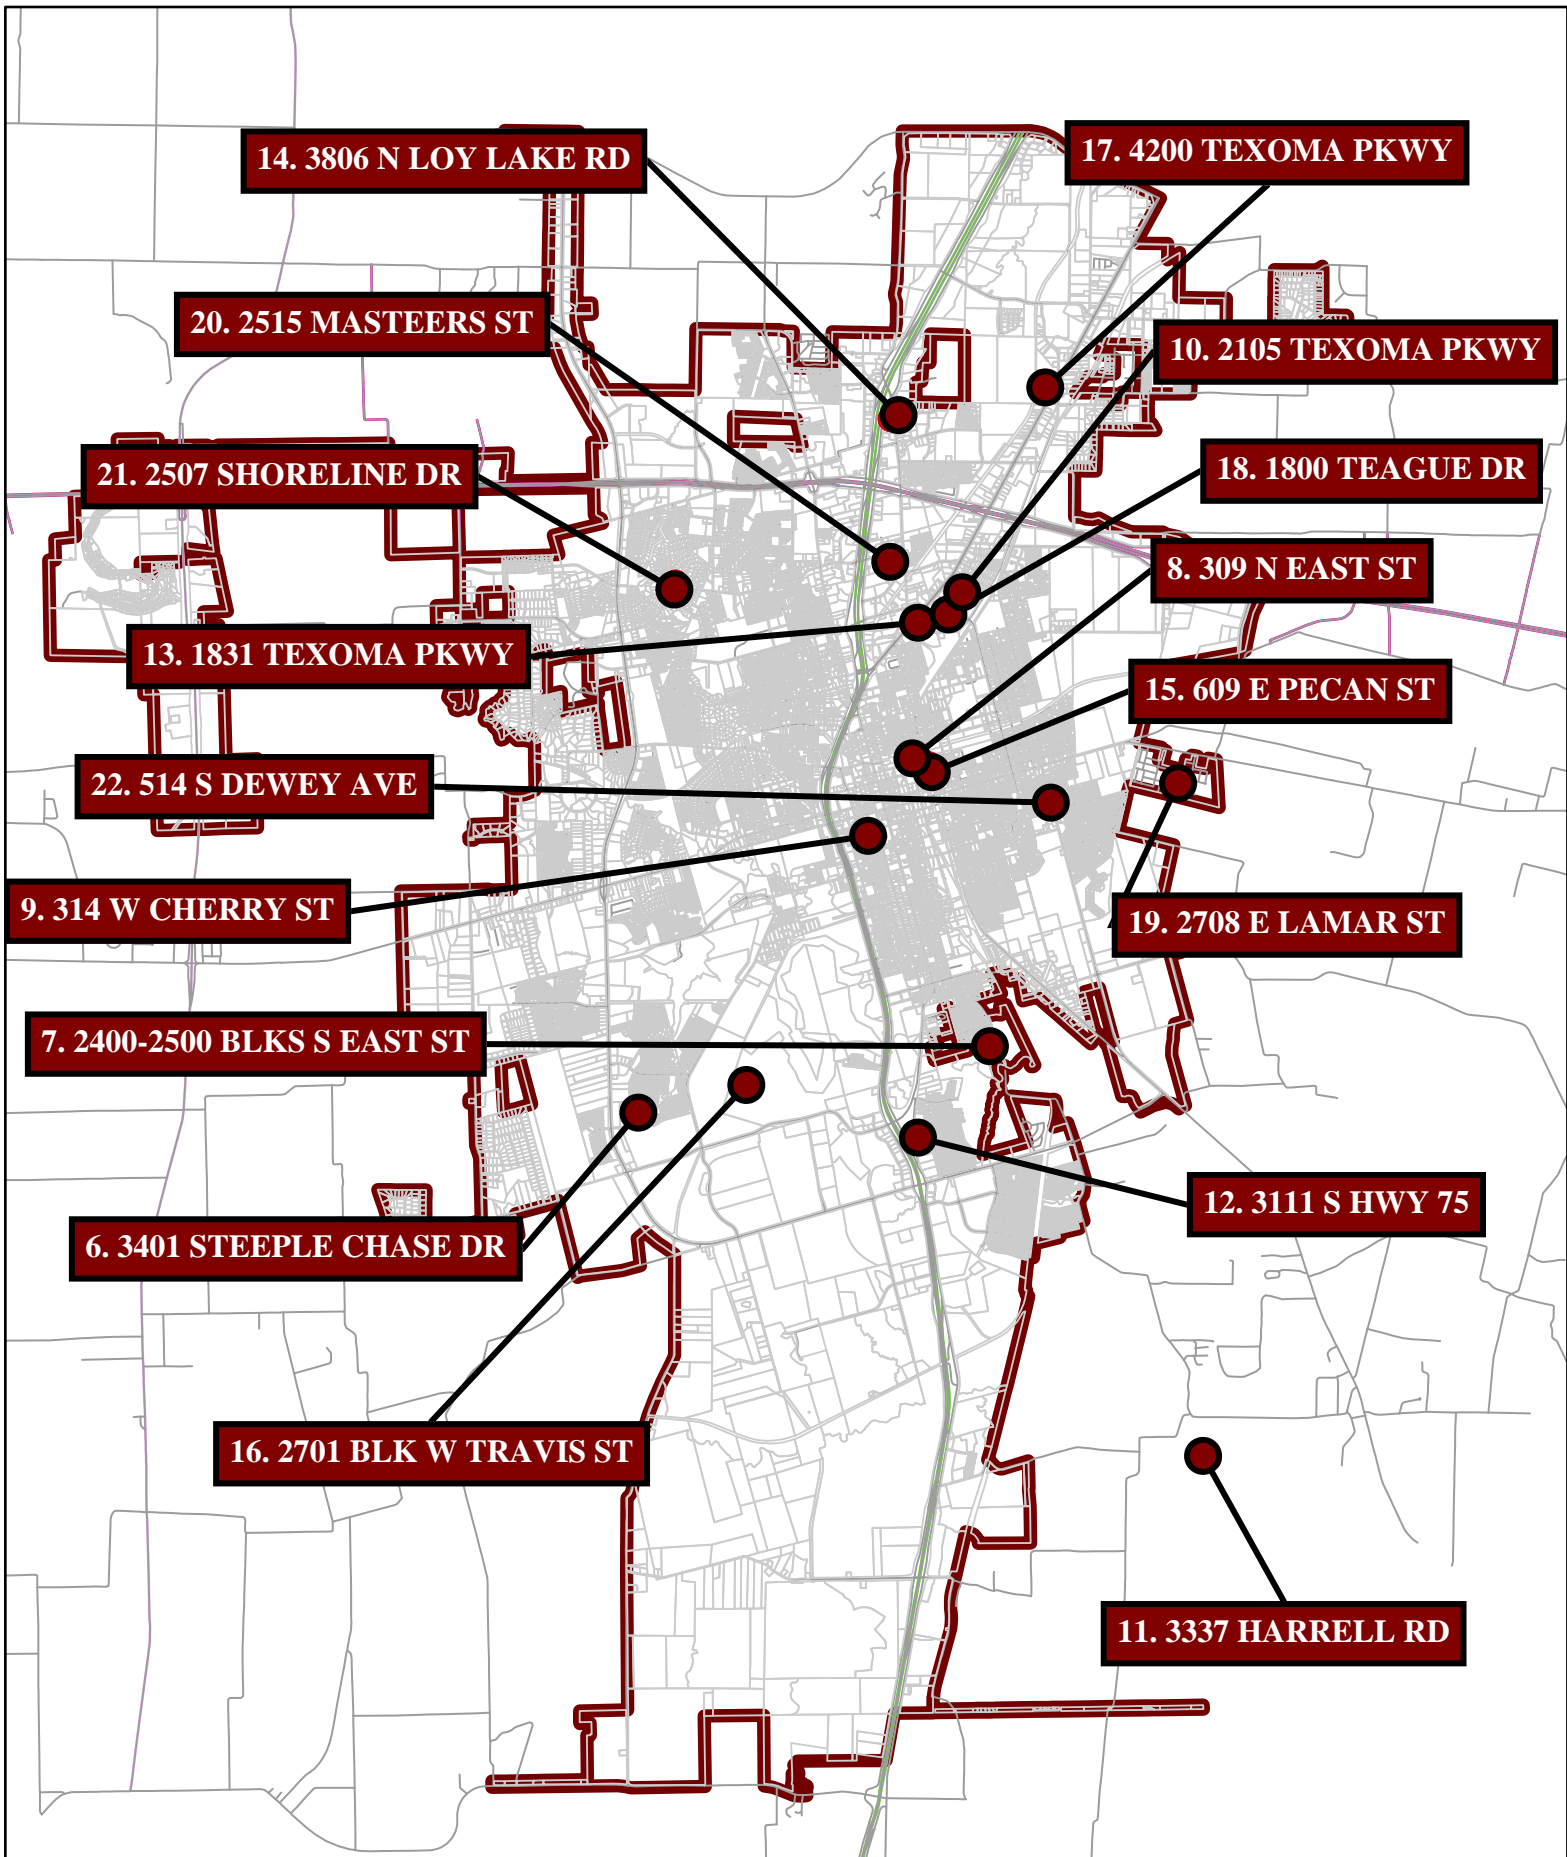 14. 3806 N LOY LAKE RD
17. 4200 TEXOMA PKWY
20. 2515 MASTEERS ST
10. 2105 TEXOMA PKWY
21. 2507 SHORELINE DR
18. 1800 TEAGUE DR
8. 309 N EAST ST
13. 1831 TEXOMA PKWY
15. 609 E PECAN ST
22. 514 S DEWEY AVE
9. 314 W CHERRY ST
19. 2708 E LAMAR ST
7. 2400-2500 BLKS S EAST ST
12. 3111 S HWY 75
6. 3401 STEEPLE CHASE DR
16. 2701 BLK W TRAVIS ST
11. 3337 HARRELL RD